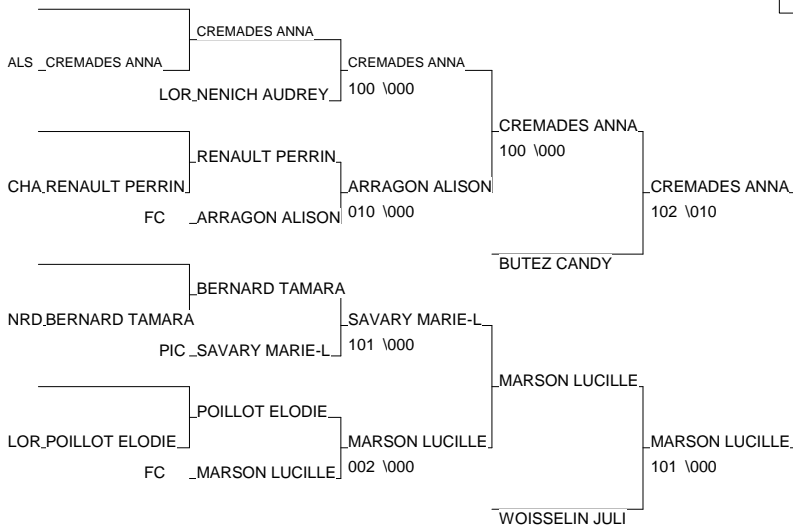 CREMADES ANNA
ALS CREMADES ANNA
CREMADES ANNA
LOR NENICH AUDREY
100 \000
CREMADES ANNA
100 \000
RENAULT PERRIN
CHA RENAULT PERRIN
ARRAGON ALISON
CREMADES ANNA
FC ARRAGON ALISON
010 \000
102 \010
BUTEZ CANDY
BERNARD TAMARA
NRD BERNARD TAMARA
SAVARY MARIE-L
PIC SAVARY MARIE-L
101 \000
MARSON LUCILLE
POILLOT ELODIE
LOR POILLOT ELODIE
MARSON LUCILLE
MARSON LUCILLE
FC MARSON LUCILLE
002 \000
101 \000
WOISSELIN JULI